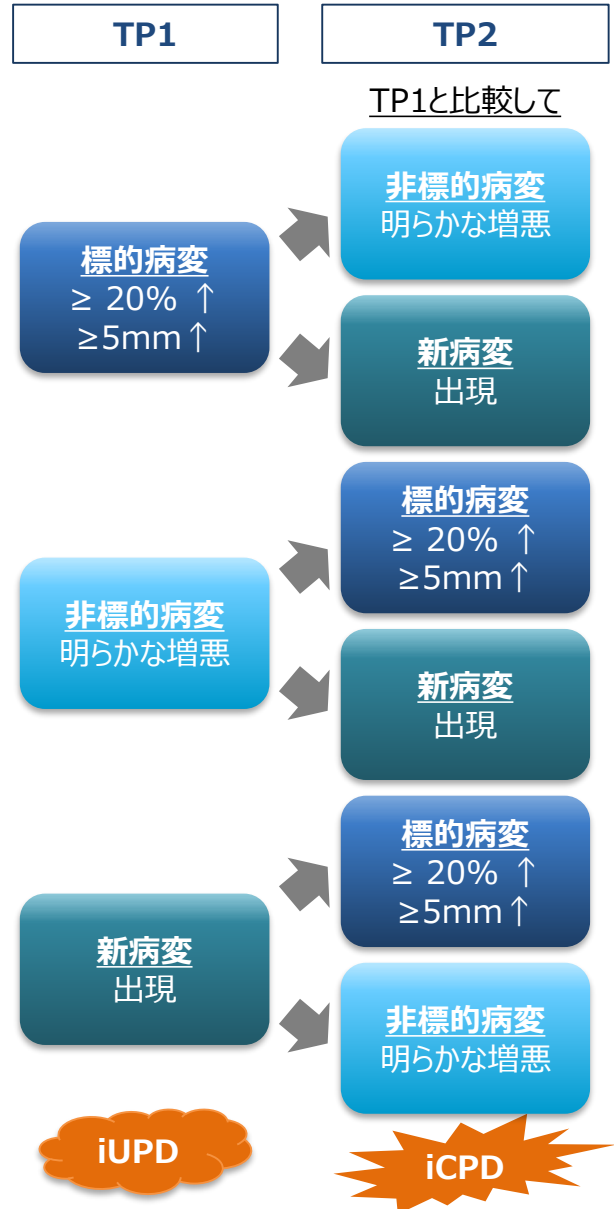 TP1
TP2
TP1と比較して
標的病変
≥ 20% ↑
≥5mm↑
非標的病変
明らかな増悪
新病変
出現
非標的病変
明らかな増悪
標的病変
≥ 20% ↑
≥5mm↑
新病変
出現
新病変
出現
標的病変
≥ 20% ↑
≥5mm↑
非標的病変
明らかな増悪
iUPD
iCPD